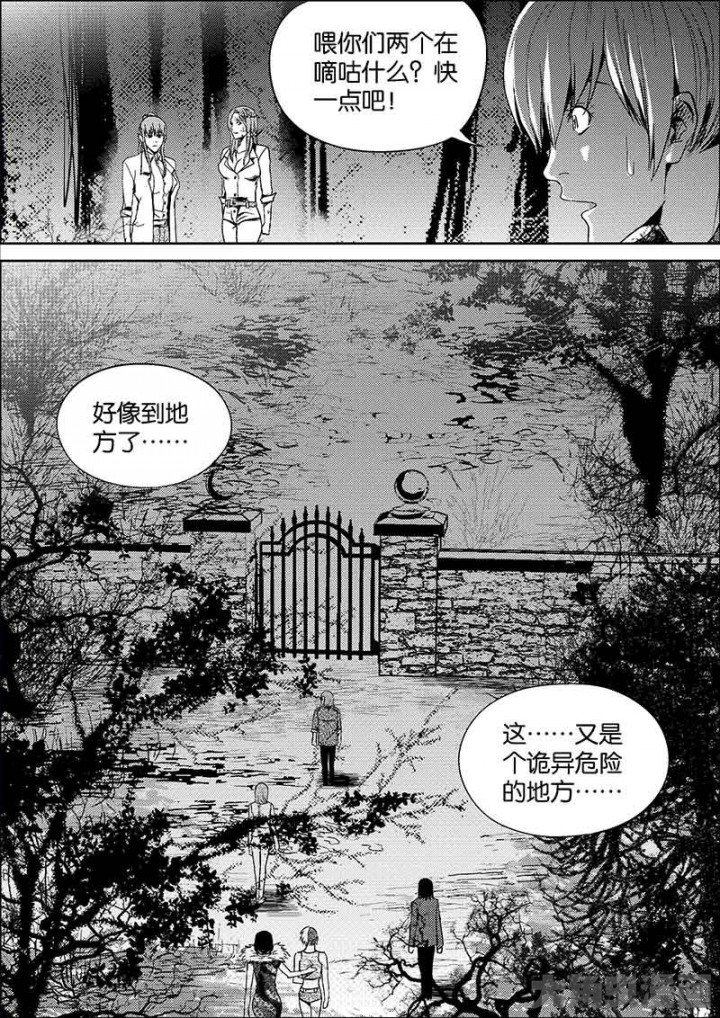 喂你们两个在
嘀咕什么？快
一点吧！
好像到地
方了……
这……又是
个诡异危险
的地方……